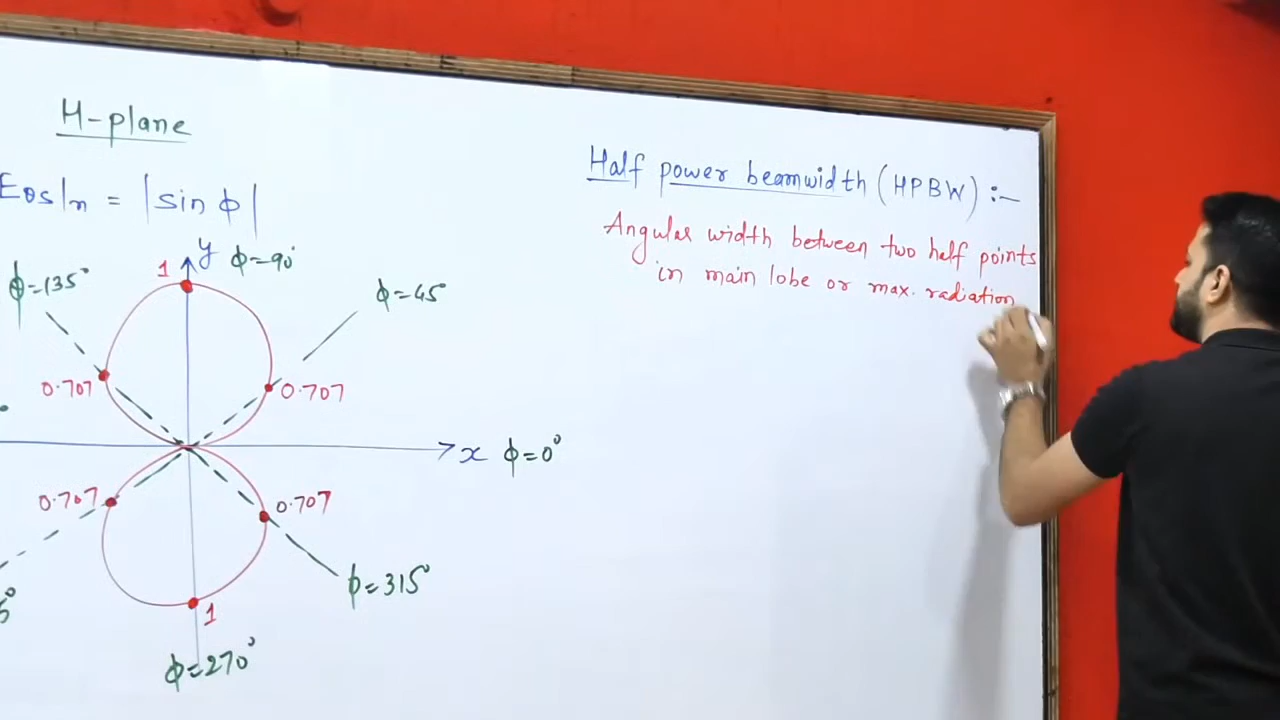 H-plane
Eθs|n = |sin φ|
y φ=90°
1
φ=135°
φ=45°
0.707
0.707
x φ=0°
0.707
0.707
φ=315°
5°
1
φ=270°
Half power beamwidth (HPBW) :-
Angular width between two half points
in main lobe or max. radiation